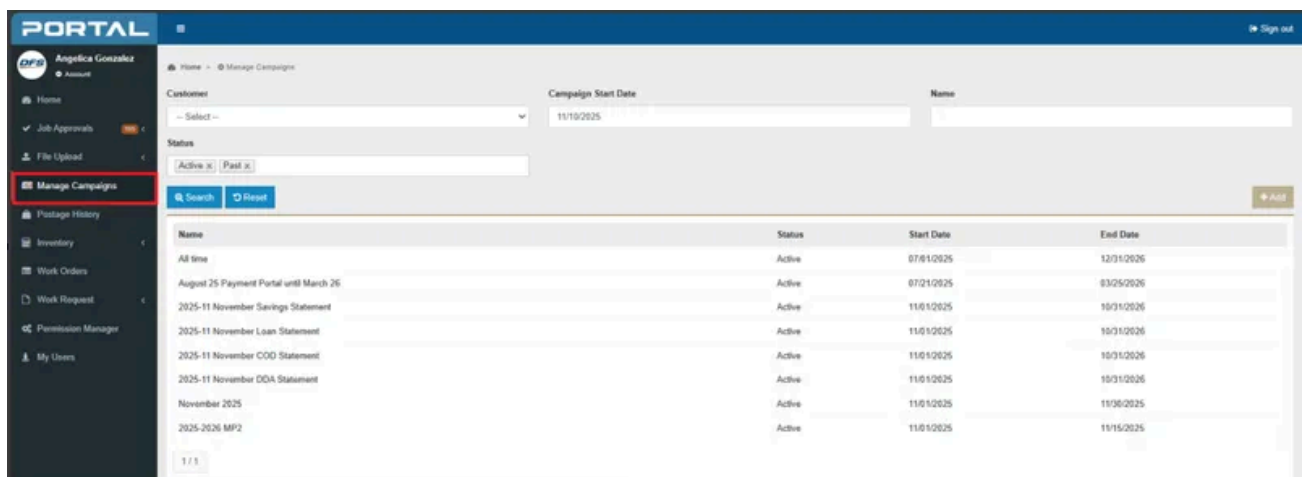 PORTAL
Sign out
DFS
Angelica Gonzalez
Account
Home
Job Approvals
File Upload
Manage Campaigns
Postage History
Inventory
Work Orders
Work Request
Permission Manager
My Users
Home > Manage Campaigns
Customer Campaign Start Date Name
-- Select -- 11/10/2025
Status
Active x Past x
Search Reset + Add
Name Status Start Date End Date
All time Active 07/01/2025 12/31/2026
August 25 Payment Portal until March 26 Active 07/21/2025 03/25/2026
2025-11 November Savings Statement Active 11/01/2025 10/31/2026
2025-11 November Loan Statement Active 11/01/2025 10/31/2026
2025-11 November COD Statement Active 11/01/2025 10/31/2026
2025-11 November DDA Statement Active 11/01/2025 10/31/2026
November 2025 Active 11/01/2025 11/30/2025
2025-2026 MP2 Active 11/01/2025 11/15/2025
1 / 1